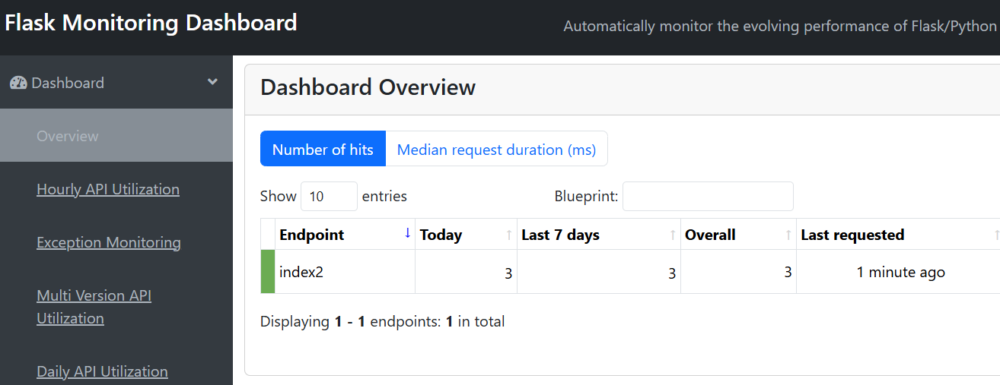 Flask Monitoring Dashboard
Automatically monitor the evolving performance of Flask/Python
Dashboard
Overview
Hourly API Utilization
Exception Monitoring
Multi Version API
Utilization
Daily API Utilization
Dashboard Overview
Number of hits Median request duration (ms)
Show 10 entries Blueprint:
Endpoint Today Last 7 days Overall Last requested
index2 3 3 3 1 minute ago
Displaying 1 - 1 endpoints: 1 in total